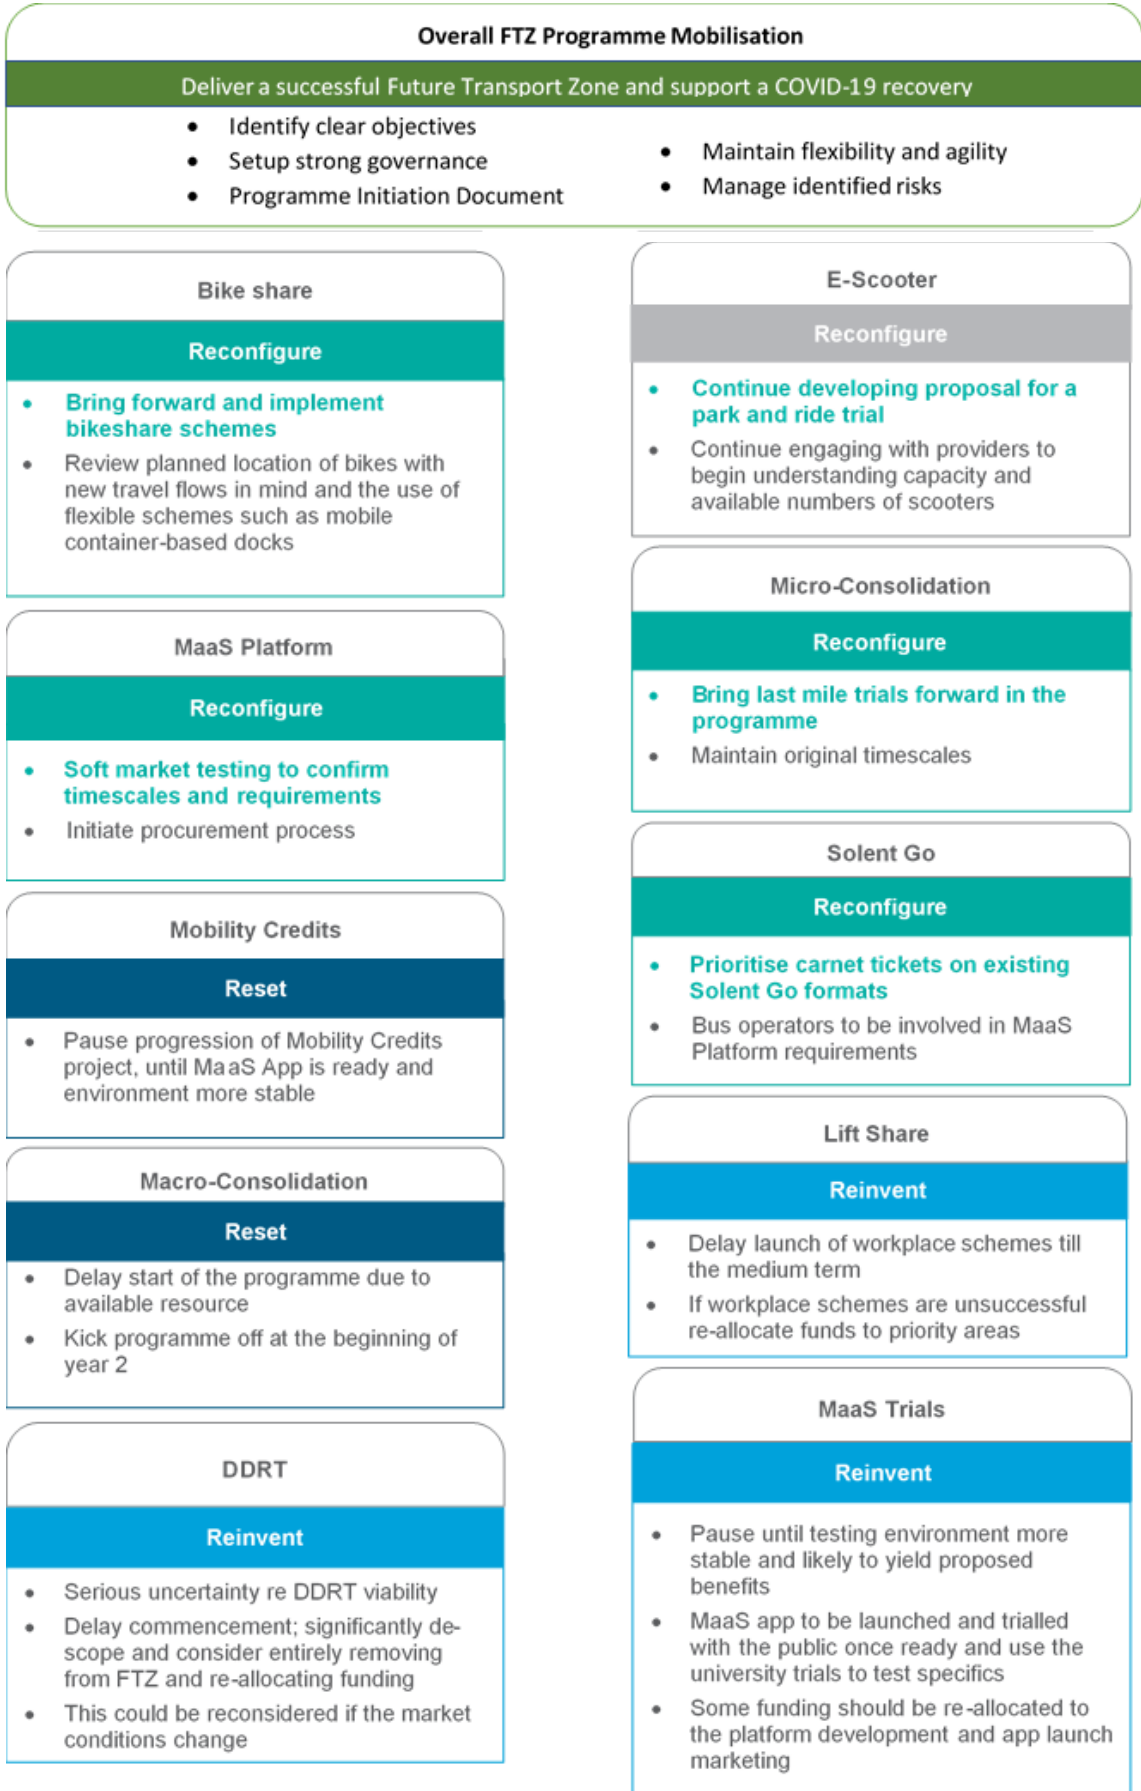 Overall FTZ Programme Mobilisation
Deliver a successful Future Transport Zone and support a COVID-19 recovery
• Identify clear objectives
• Setup strong governance
• Programme Initiation Document
• Maintain flexibility and agility
• Manage identified risks
Bike share
Reconfigure
• Bring forward and implement
bikeshare schemes
• Review planned location of bikes with
new travel flows in mind and the use of
flexible schemes such as mobile
container-based docks
MaaS Platform
Reconfigure
• Soft market testing to confirm
timescales and requirements
• Initiate procurement process
Mobility Credits
Reset
• Pause progression of Mobility Credits
project, until MaaS App is ready and
environment more stable
Macro-Consolidation
Reset
• Delay start of the programme due to
available resource
• Kick programme off at the beginning of
year 2
DDRT
Reinvent
• Serious uncertainty re DDRT viability
• Delay commencement; significantly de-
scope and consider entirely removing
from FTZ and re-allocating funding
• This could be reconsidered if the market
conditions change
E-Scooter
Reconfigure
• Continue developing proposal for a
park and ride trial
• Continue engaging with providers to
begin understanding capacity and
available numbers of scooters
Micro-Consolidation
Reconfigure
• Bring last mile trials forward in the
programme
• Maintain original timescales
Solent Go
Reconfigure
• Prioritise carnet tickets on existing
Solent Go formats
• Bus operators to be involved in MaaS
Platform requirements
Lift Share
Reinvent
• Delay launch of workplace schemes till
the medium term
• If workplace schemes are unsuccessful
re-allocate funds to priority areas
MaaS Trials
Reinvent
• Pause until testing environment more
stable and likely to yield proposed
benefits
• MaaS app to be launched and trialled
with the public once ready and use the
university trials to test specifics
• Some funding should be re-allocated to
the platform development and app launch
marketing